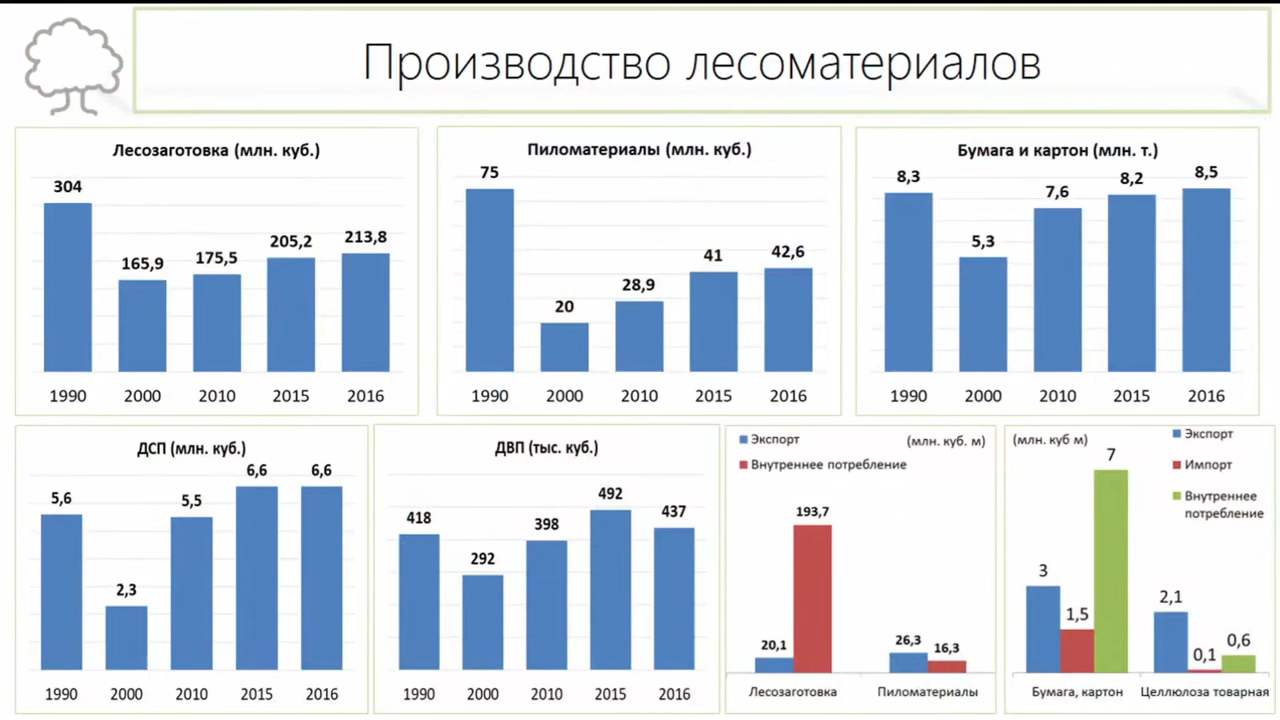 Производство лесоматериалов
Лесозаготовка (млн. куб.)
304
165,9
175,5
205,2
213,8
1990 2000 2010 2015 2016
Пиломатериалы (млн. куб.)
75
20
28,9
41
42,6
1990 2000 2010 2015 2016
Бумага и картон (млн. т.)
8,3
5,3
7,6
8,2
8,5
1990 2000 2010 2015 2016
ДСП (млн. куб.)
5,6
2,3
5,5
6,6
6,6
1990 2000 2010 2015 2016
ДВП (тыс. куб.)
418
292
398
492
437
1990 2000 2010 2015 2016
Экспорт (млн. куб. м)
Внутреннее потребление
20,1
193,7
26,3
16,3
Лесозаготовка Пиломатериалы
(млн. куб м) Экспорт
Импорт
Внутреннее
потребление
3
1,5
7
2,1
0,1
0,6
Бумага, картон Целлюлоза товарная